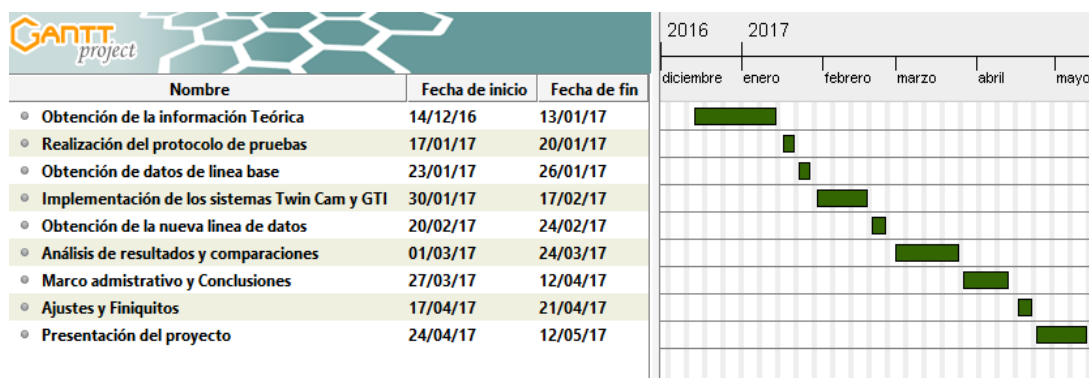 GANTT
project
2016 2017
diciembre enero febrero marzo abril mayo
Nombre Fecha de inicio Fecha de fin
Obtención de la información Teórica 14/12/16 13/01/17
Realización del protocolo de pruebas 17/01/17 20/01/17
Obtención de datos de linea base 23/01/17 26/01/17
Implementación de los sistemas Twin Cam y GTI 30/01/17 17/02/17
Obtención de la nueva linea de datos 20/02/17 24/02/17
Análisis de resultados y comparaciones 01/03/17 24/03/17
Marco admistrativo y Conclusiones 27/03/17 12/04/17
Ajustes y Finiquitos 17/04/17 21/04/17
Presentación del proyecto 24/04/17 12/05/17